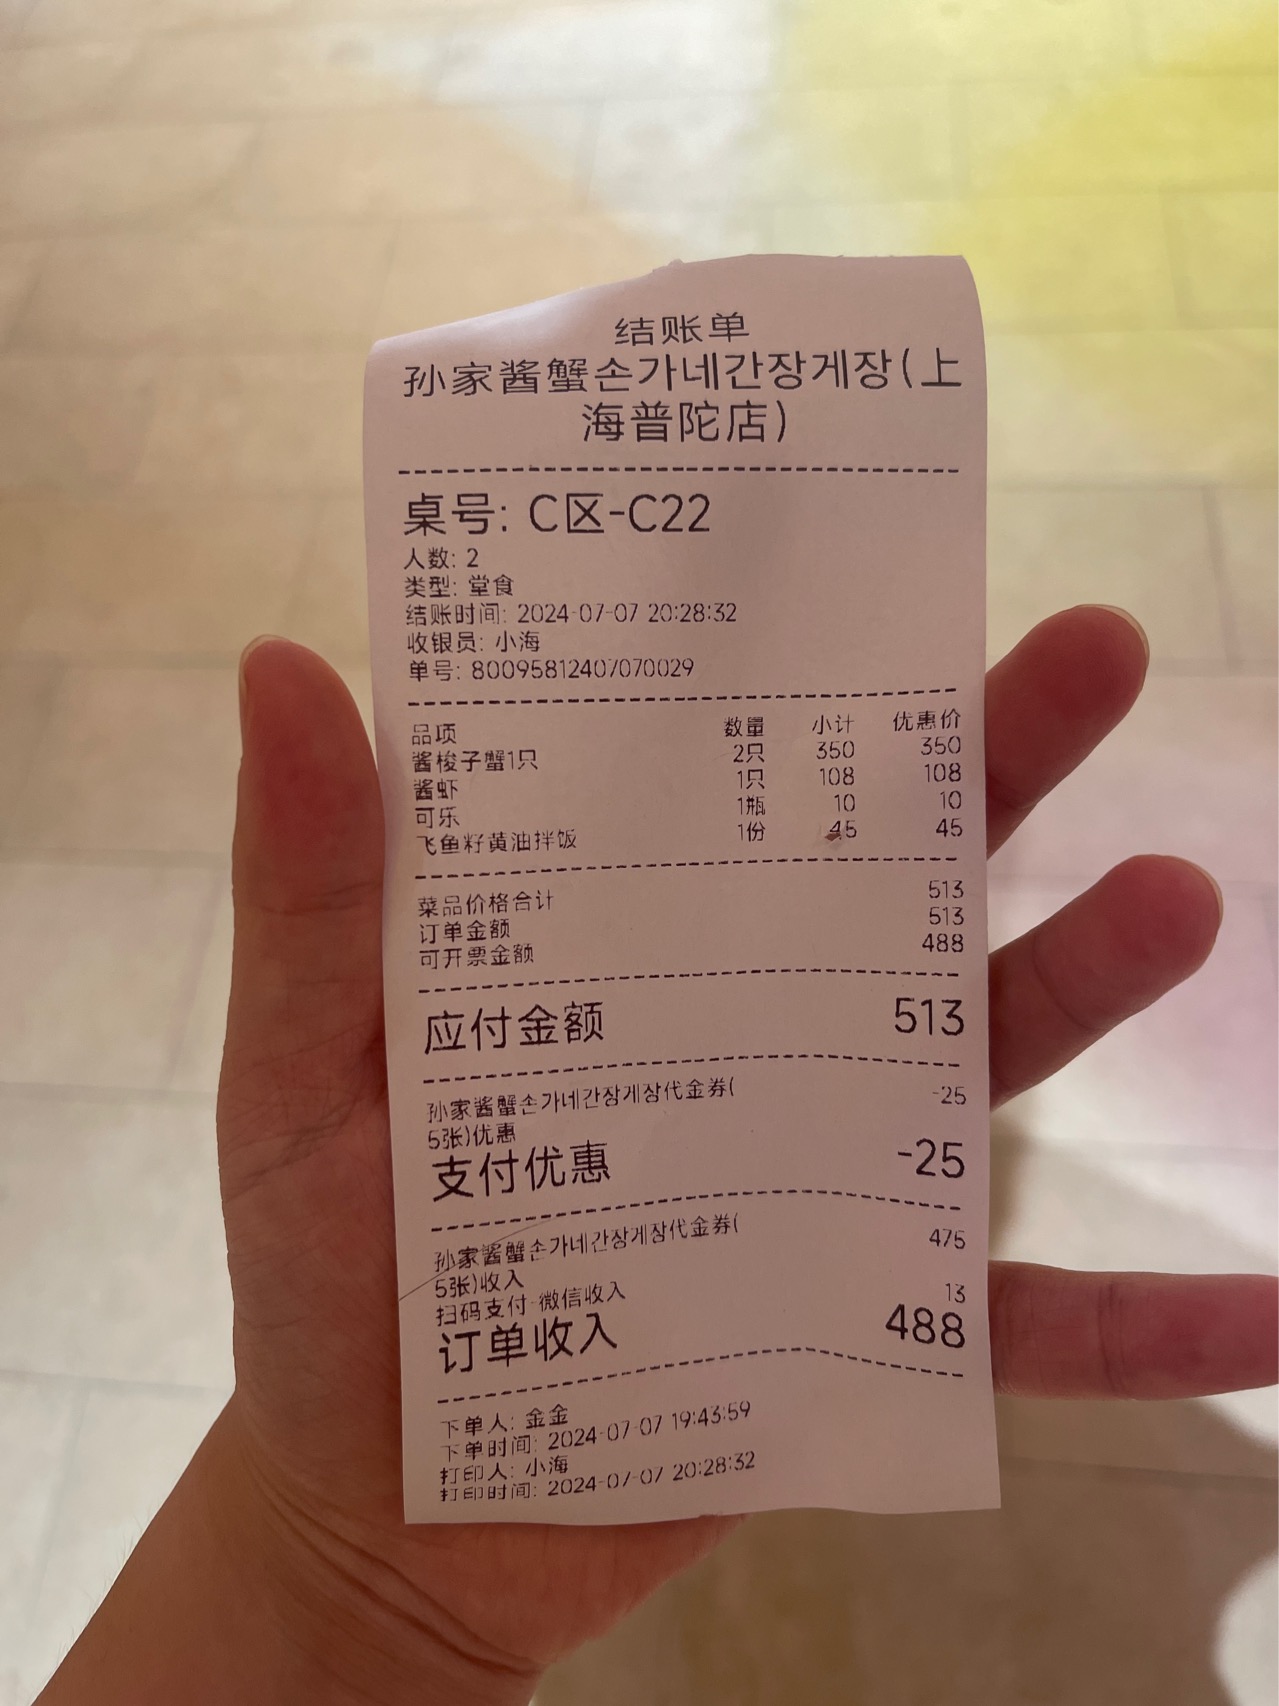 结账单
孙家酱蟹손가네간장게장(上
海普陀店)
桌号: C区-C22
人数: 2
类型: 堂食
结账时间: 2024-07-07 20:28:32
收银员: 小海
单号: 80095812407070029
品项 数量 小计 优惠价
酱梭子蟹1只 2只 350 350
酱虾 1只 108 108
可乐 1瓶 10 10
飞鱼籽黄油拌饭 1份 45 45
菜品价格合计 513
订单金额 513
可开票金额 488
应付金额 513
孙家酱蟹손가네간장게장代金券( -25
5张)优惠
支付优惠 -25
孙家酱蟹손가네간장게장代金券( 475
5张)收入
扫码支付-微信收入 13
订单收入 488
下单人: 金金
下单时间: 2024-07-07 19:43:59
打印人: 小海
打印时间: 2024-07-07 20:28:32